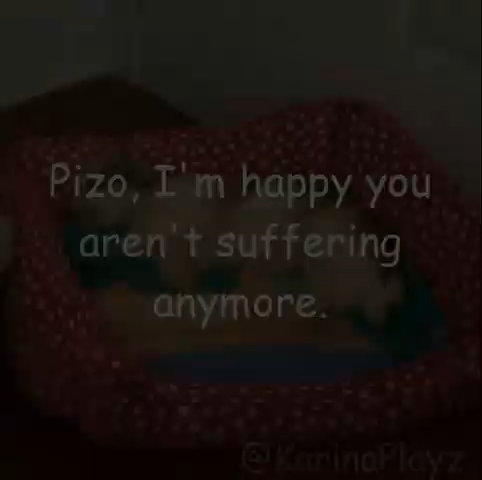 Pizo, I'm happy you
aren't suffering
anymore.
@KarinaPlayz